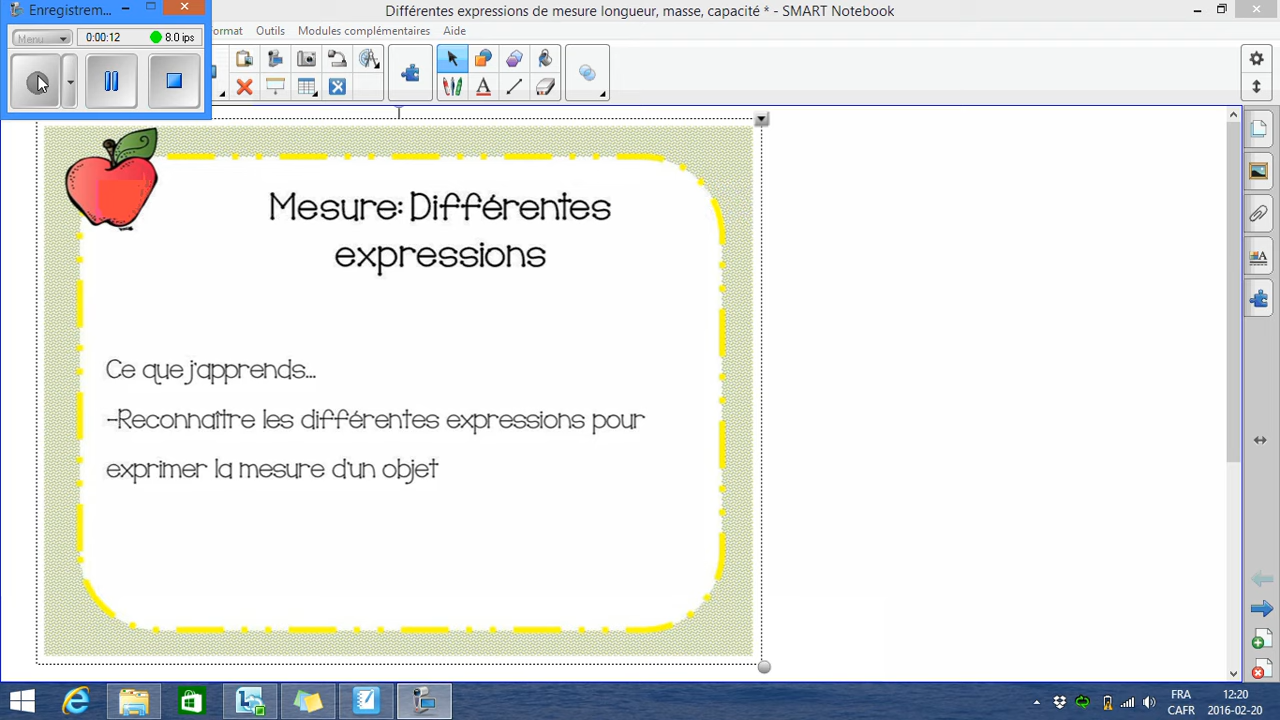 Enregistrem...
Différentes expressions de mesure longueur, masse, capacité * - SMART Notebook
Menu
0:00:12
8.0 ips
ormat
Outils
Modules complémentaires
Aide
Mesure: Différentes
expressions
Ce que j'apprends...
-Reconnaître les différentes expressions pour
exprimer la mesure d'un objet
FRA
CAFR
12:20
2016-02-20